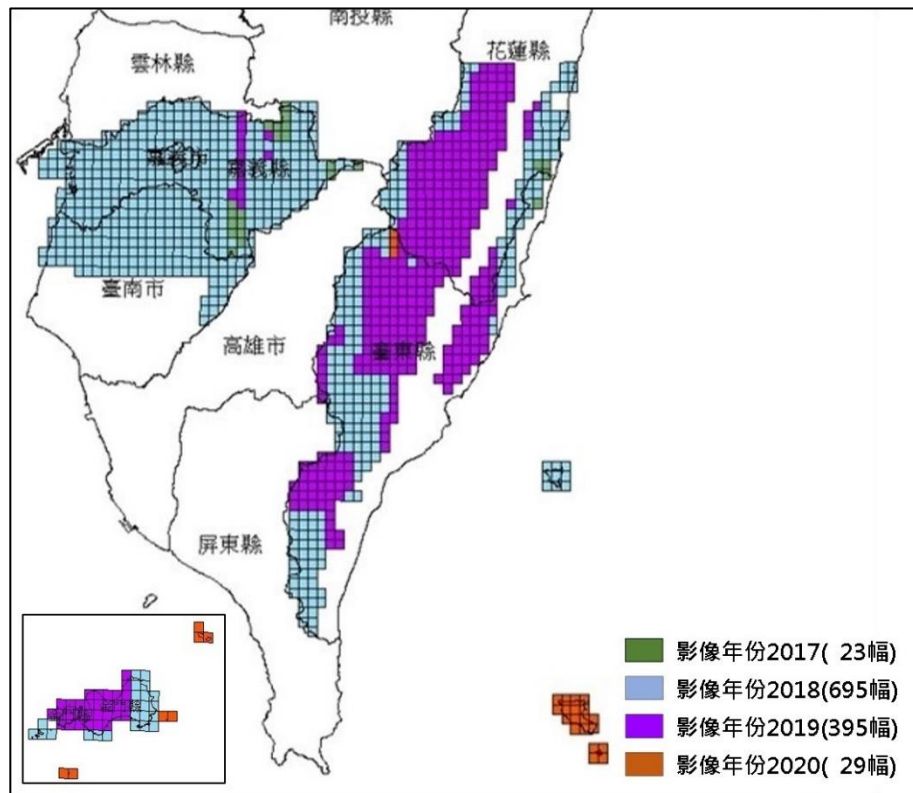 南投縣
花蓮縣
雲林縣
嘉義市
嘉義縣
臺南市
高雄市
臺東縣
屏東縣
影像年份2017( 23幅)
影像年份2018(695幅)
影像年份2019(395幅)
影像年份2020( 29幅)